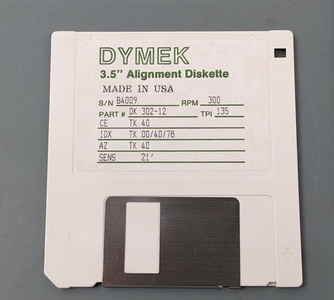 DYMEK
3.5" Alignment Diskette
MADE IN USA
S/N 84009 RPM 300
PART # DK 302-12 TPI 135
CE TK 40
IDX TK 00/40/78
AZ TK 40
SENS 21'